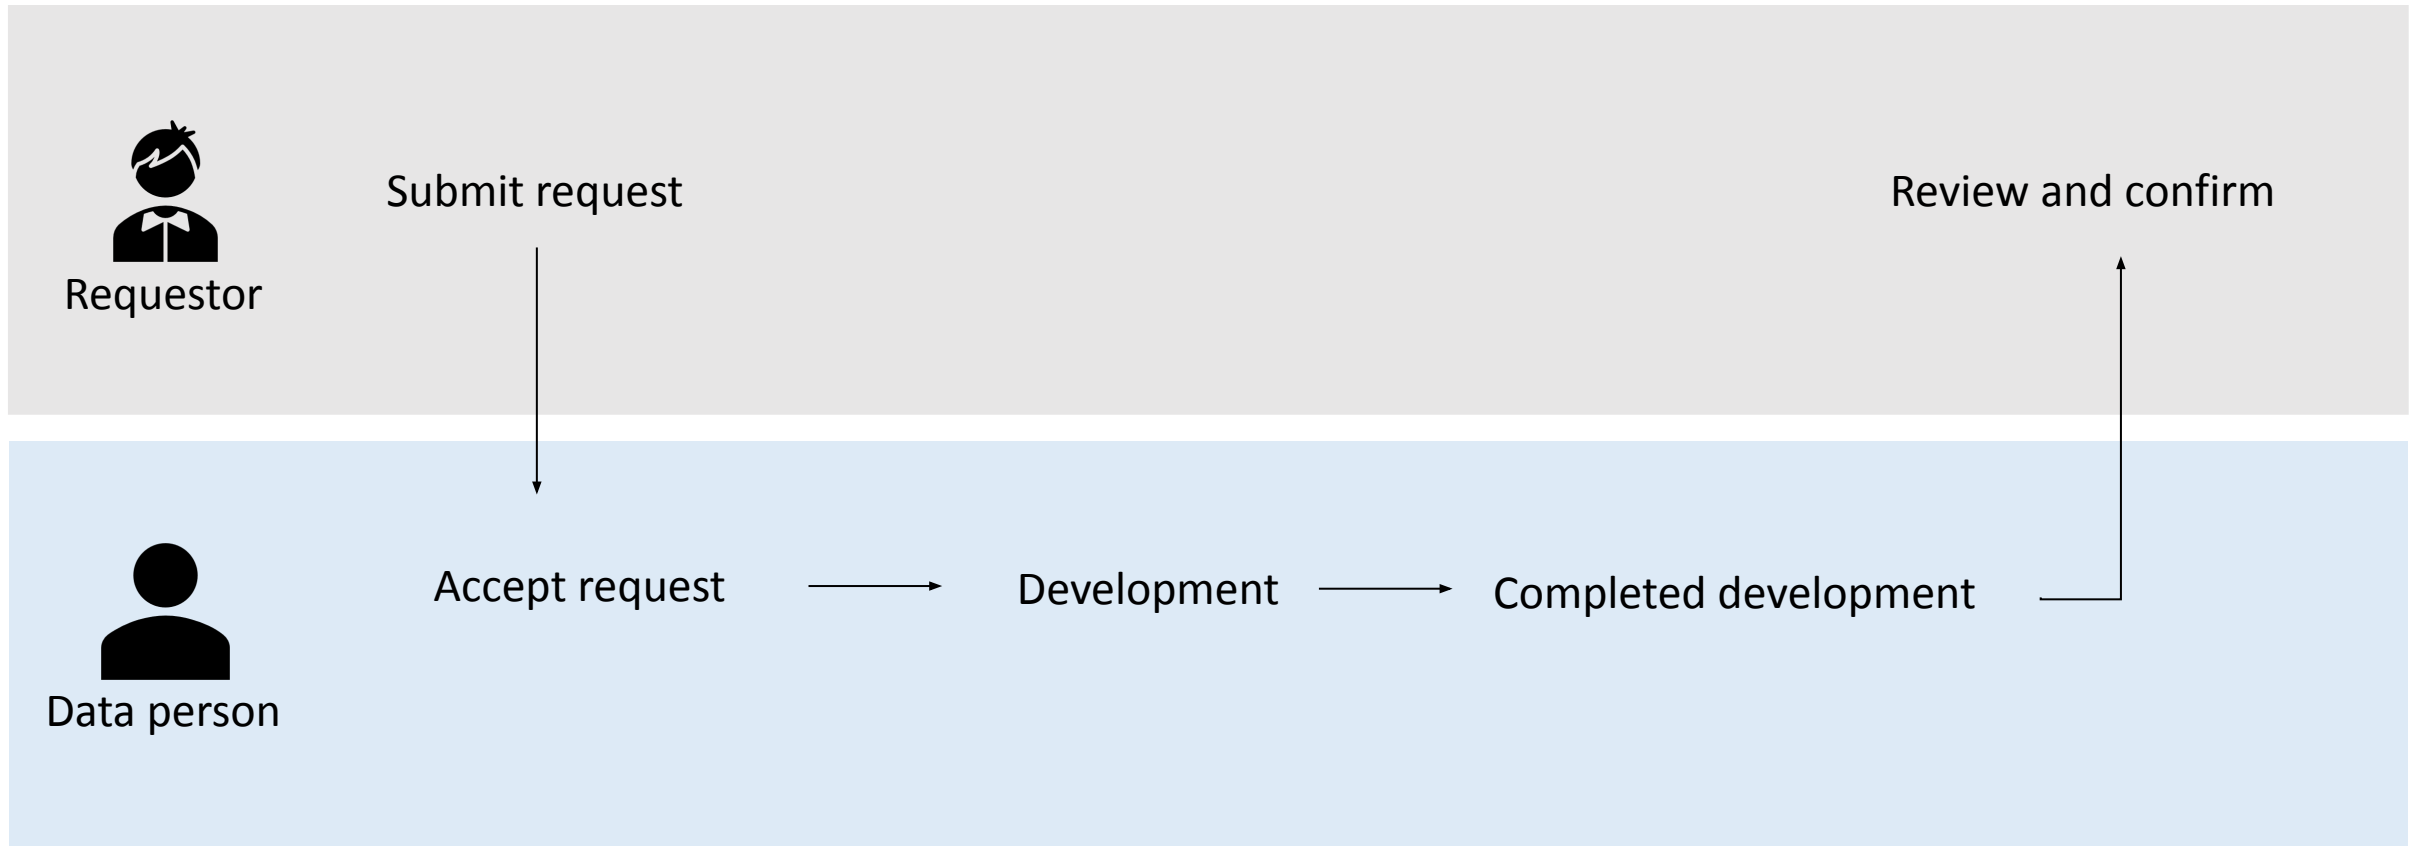 Submit request
Review and confirm
Requestor
Accept request
Development
Completed development
Data person